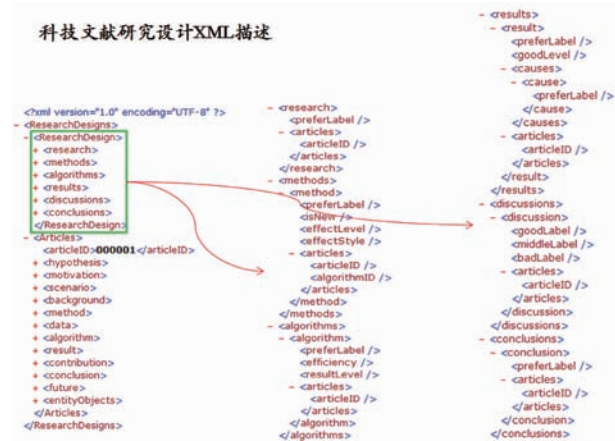 科技文献研究设计XML描述
<?xml version="1.0" encoding="UTF-8" ?>
- <ResearchDesigns>
- <ResearchDesign>
+ <research>
+ <methods>
+ <algorithms>
+ <results>
+ <discussions>
+ <conclusions>
</ResearchDesign>
- <Articles>
<articleID>000001</articleID>
+ <hypothesis>
+ <motivation>
+ <scenario>
+ <background>
+ <method>
+ <data>
+ <algorithm>
+ <result>
+ <contribution>
+ <conclusion>
+ <future>
+ <entityObjects>
</Articles>
</ResearchDesigns>
- <research>
<preferLabel />
- <articles>
<articleID />
</articles>
</research>
- <methods>
- <method>
<preferLabel />
<isNew />
<effectLevel />
<effectStyle />
- <articles>
<articleID />
<algorithmID />
</articles>
</method>
</methods>
- <algorithms>
- <algorithm>
<preferLabel />
<efficiency />
<resultLevel />
- <articles>
<articleID />
</articles>
</algorithm>
</algorithms>
- <results>
- <result>
<preferLabel />
<goodLevel />
- <causes>
- <cause>
<preferLabel />
</cause>
</causes>
- <articles>
<articleID />
</articles>
</result>
</results>
- <discussions>
- <discussion>
<goodLabel />
<middleLabel />
<badLabel />
- <articles>
<articleID />
</articles>
</discussion>
</discussions>
- <conclusions>
- <conclusion>
<preferLabel />
- <articles>
<articleID />
</articles>
</conclusion>
</conclusions>